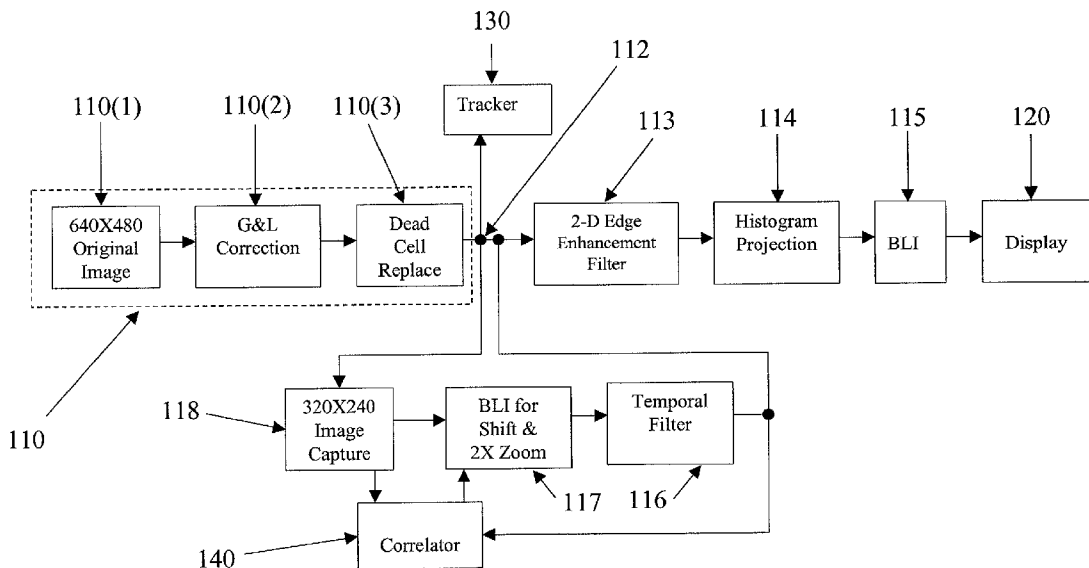 130
112
110(1)
110(2)
110(3)
Tracker
113
114
115
120
640X480
Original
Image
G&L
Correction
Dead
Cell
Replace
2-D Edge
Enhancement
Filter
Histogram
Projection
BLI
Display
110
118
320X240
Image
Capture
BLI for
Shift &
2X Zoom
Temporal
Filter
117
116
140
Correlator